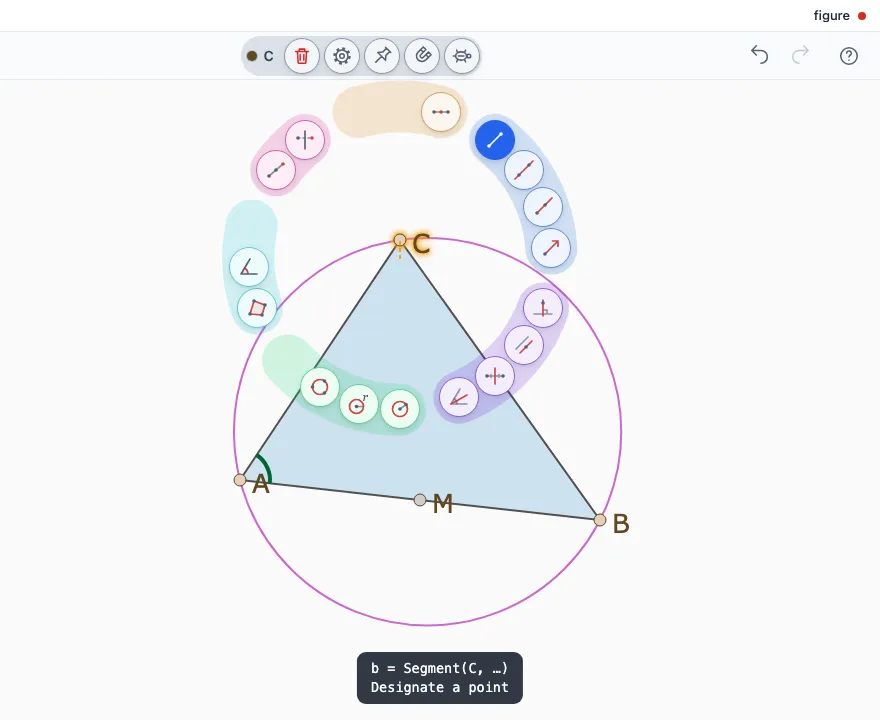 figure
C
C
r
A
M
B
b = Segment(C, …)
Designate a point